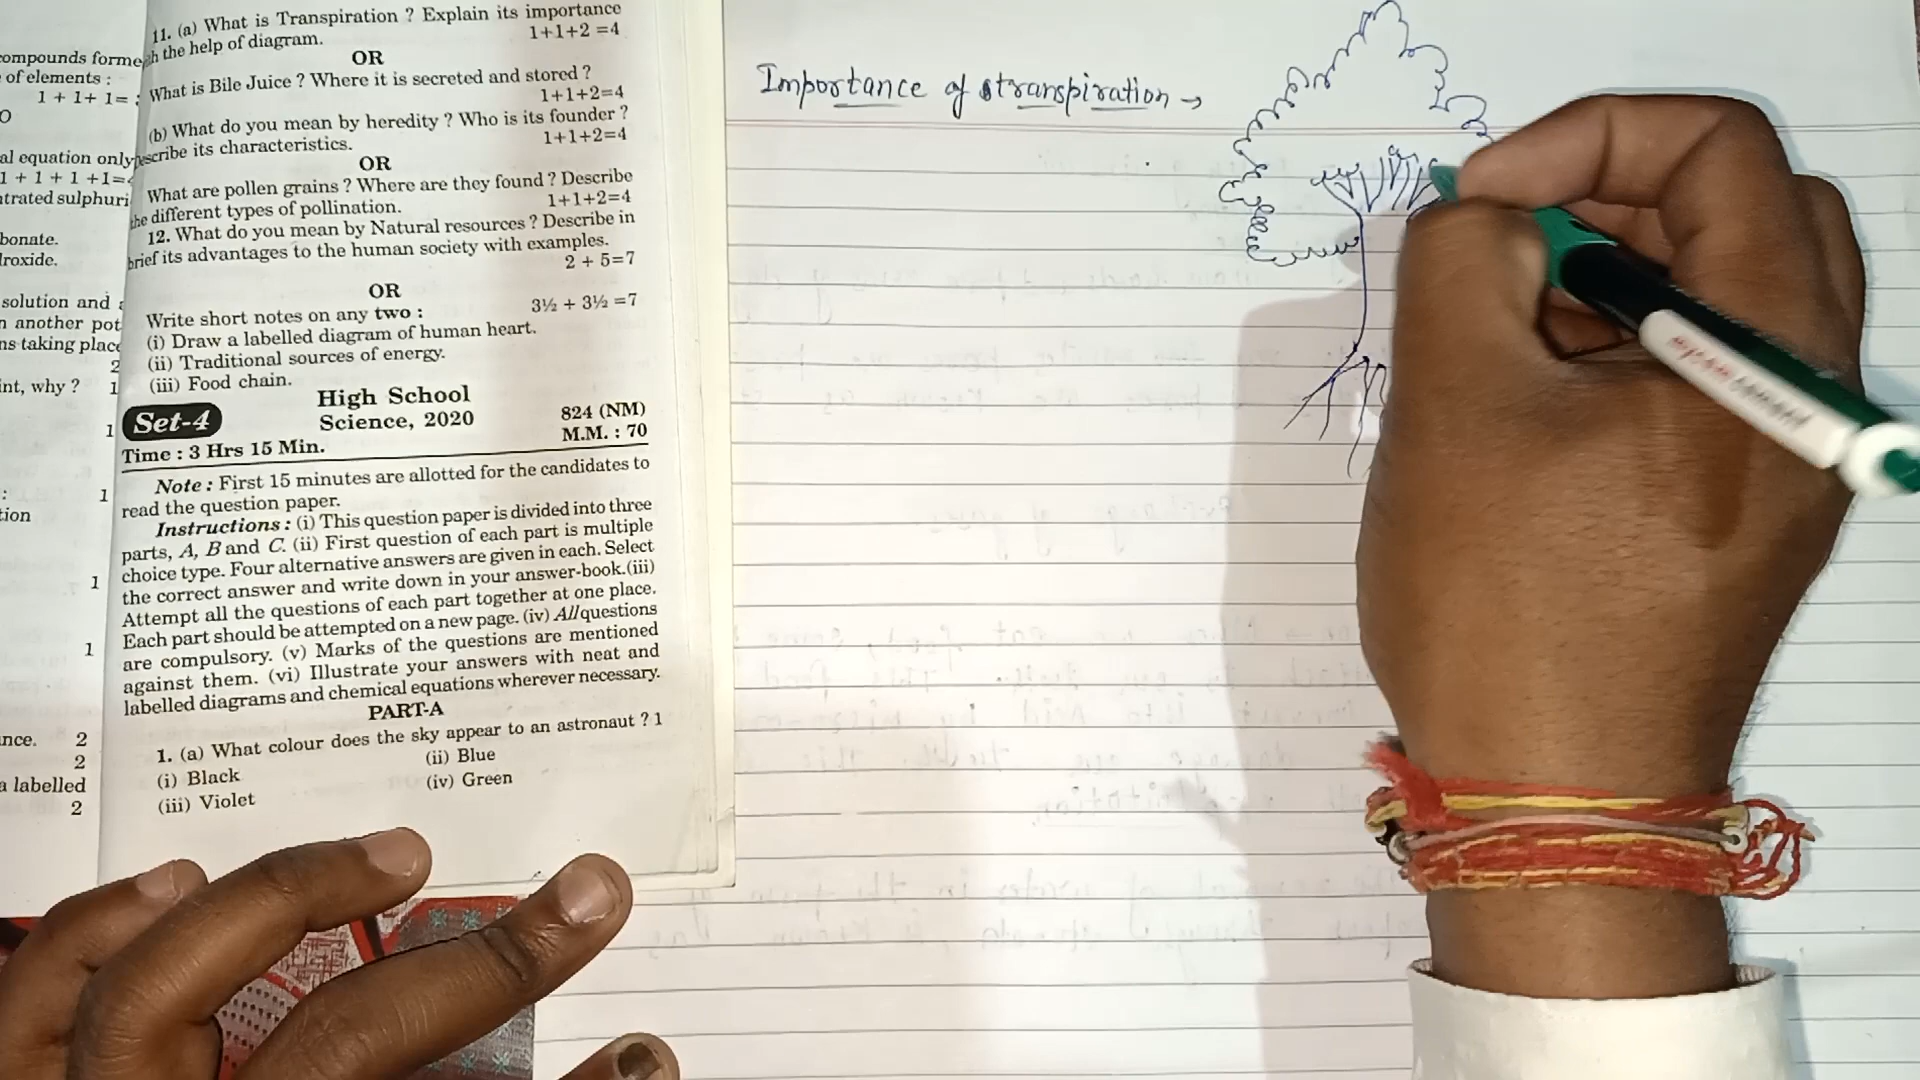 11. (a) What is Transpiration ? Explain its importance
the help of diagram.
1+1+2 =4
OR
What is Bile Juice ? Where it is secreted and stored ?
1+1+2=4
(b) What do you mean by heredity ? Who is its founder ?
describe its characteristics.
1+1+2=4
OR
What are pollen grains ? Where are they found ? Describe
the different types of pollination.
1+1+2=4
12. What do you mean by Natural resources ? Describe in
brief its advantages to the human society with examples.
2 + 5=7
OR
Write short notes on any two :
3½ + 3½ =7
(i) Draw a labelled diagram of human heart.
(ii) Traditional sources of energy.
(iii) Food chain.
Set-4
High School
Science, 2020
824 (NM)
M.M. : 70
Time : 3 Hrs 15 Min.
Note : First 15 minutes are allotted for the candidates to
read the question paper.
Instructions : (i) This question paper is divided into three
parts, A, B and C. (ii) First question of each part is multiple
choice type. Four alternative answers are given in each. Select
the correct answer and write down in your answer-book.(iii)
Attempt all the questions of each part together at one place.
Each part should be attempted on a new page. (iv) All questions
are compulsory. (v) Marks of the questions are mentioned
against them. (vi) Illustrate your answers with neat and
labelled diagrams and chemical equations wherever necessary.
PART-A
1. (a) What colour does the sky appear to an astronaut ? 1
(i) Black
(ii) Blue
(iii) Violet
(iv) Green
compounds forme
of elements :
1 + 1+ 1=
O
al equation only
1 + 1 + 1 +1=
trated sulphuri
bonate.
droxide.
solution and
n another pot
ns taking place
2
int, why ? 1
1
: 1
tion
1
1
nce. 2
2
a labelled
2
Importance of transpiration →